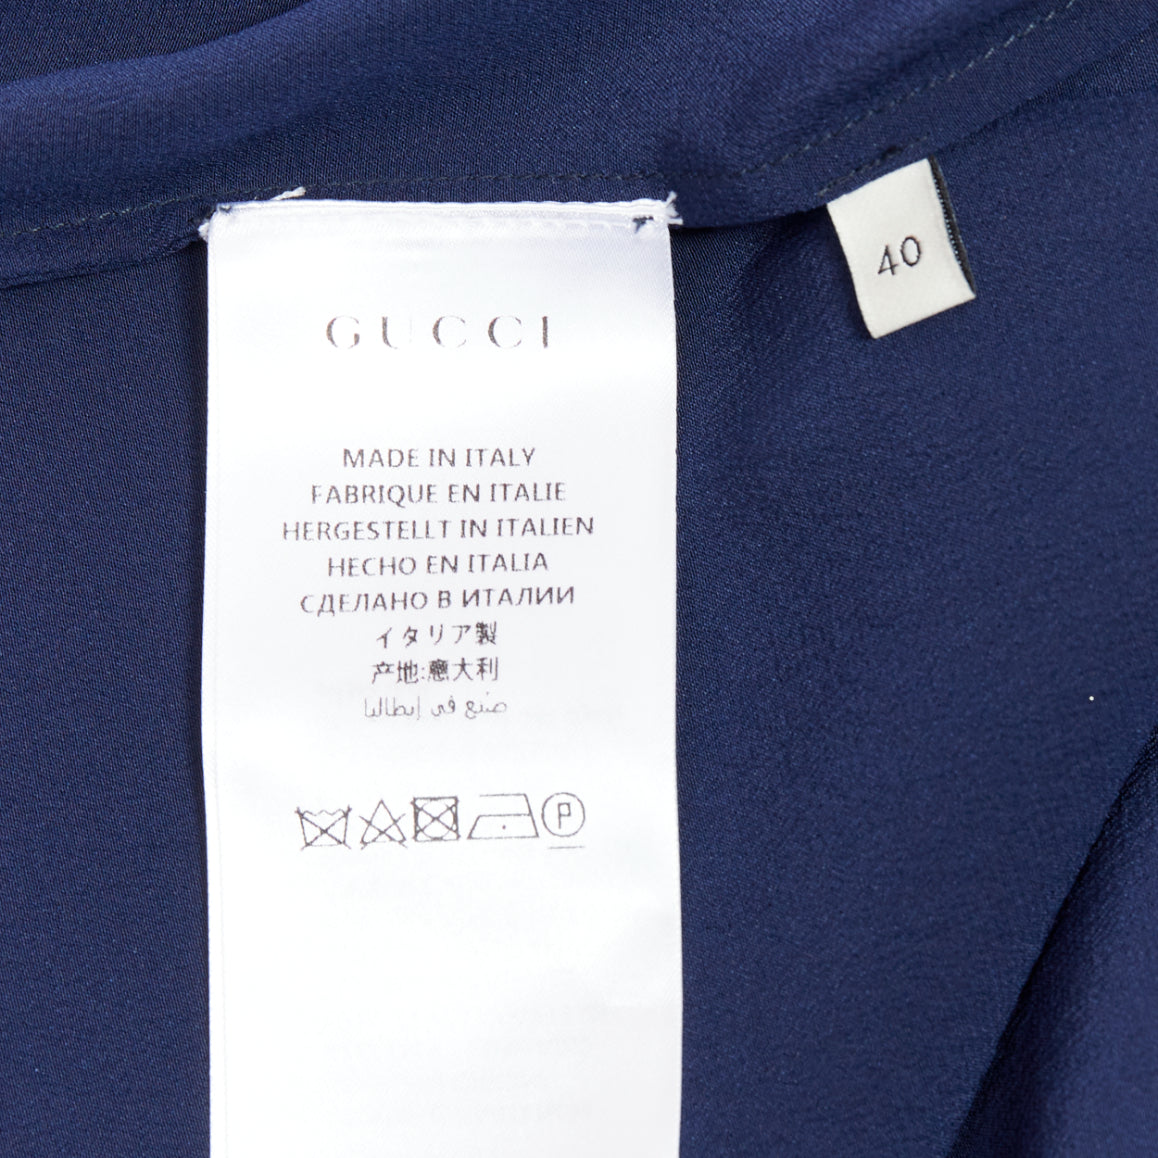 GUCCI
40
MADE IN ITALY
FABRIQUE EN ITALIE
HERGESTELLT IN ITALIEN
HECHO EN ITALIA
СДЕЛАНО В ИТАЛИИ
イタリア製
产地:意大利
صنع في إيطاليا
P